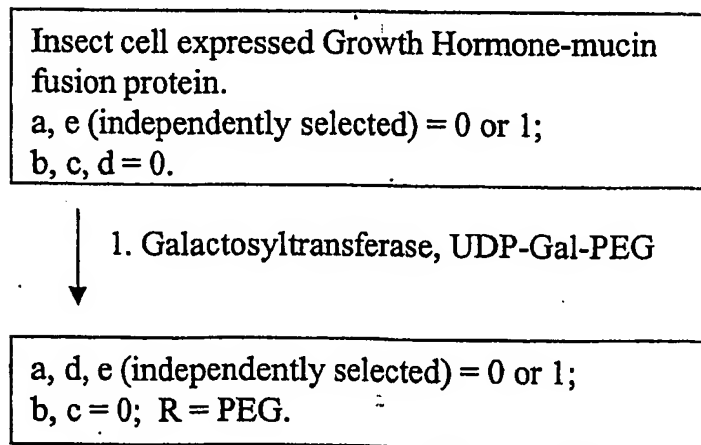 Insect cell expressed Growth Hormone-mucin
fusion protein.
a, e (independently selected) = 0 or 1;
b, c, d = 0.
1. Galactosyltransferase, UDP-Gal-PEG
a, d, e (independently selected) = 0 or 1;
b, c = 0; R = PEG.